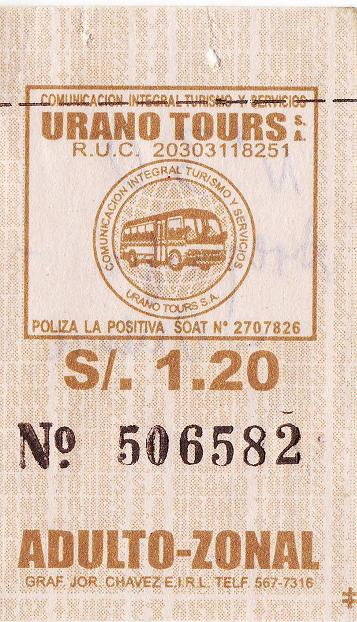 COMUNICACION INTEGRAL TURISMO Y SERVICIOS
URANO TOURS S.A.
R.U.C. 20303118251
COMUNICACION INTEGRAL TURISMO Y SERVICIOS
URANO TOURS S.A.
POLIZA LA POSITIVA SOAT N° 2707826
S/. 1.20
Nº 506582
ADULTO-ZONAL
GRAF. JOR. CHAVEZ E.I.R.L. TELF. 567-7316